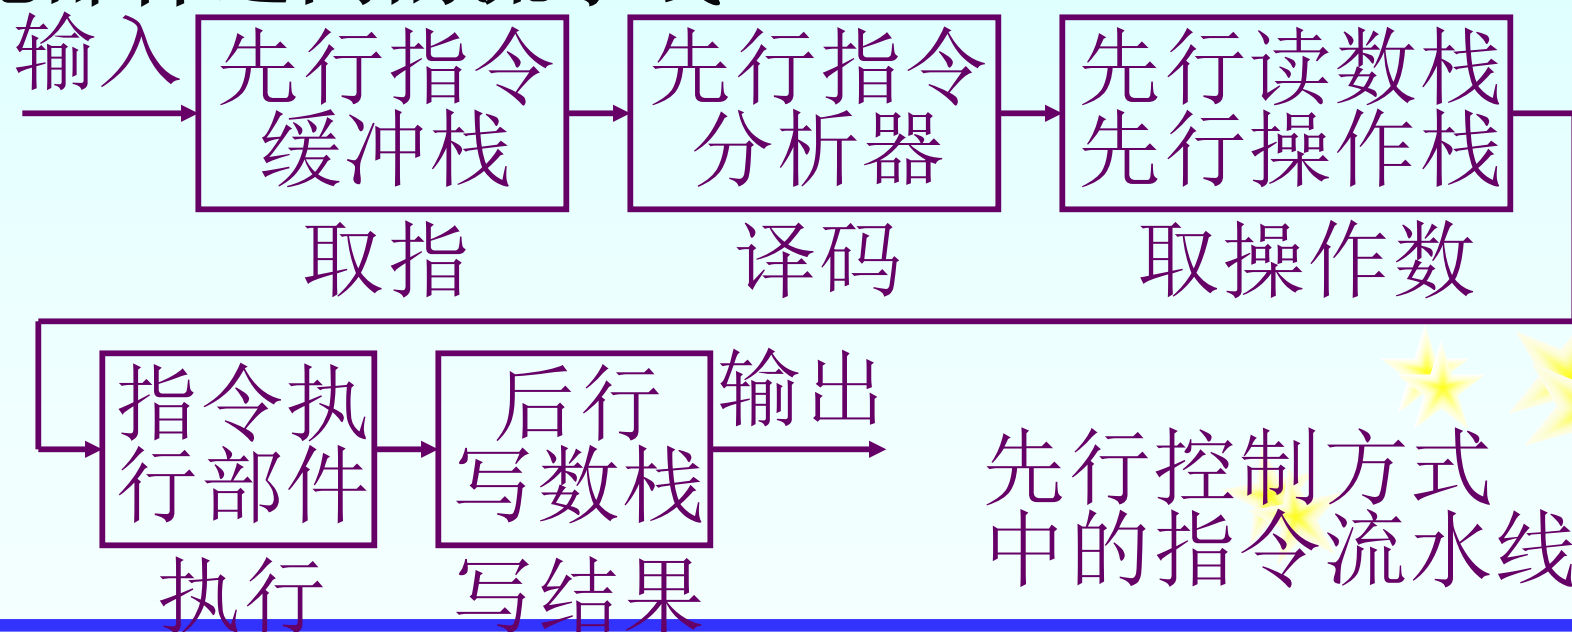 输入
先行指令
缓冲栈
取指
先行指令
分析器
译码
先行读数栈
先行操作栈
取操作数
指令执
行部件
执行
后行
写数栈
写结果
输出
先行控制方式
中的指令流水线